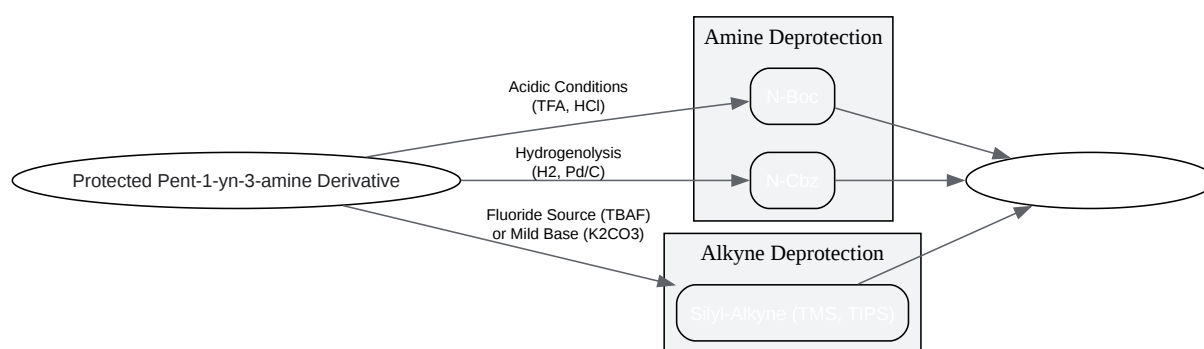 Amine Deprotection
Acidic Conditions
(TFA, HCl)
N-Boc
Hydrogenolysis
(H2, Pd/C)
N-Cbz
Protected Pent-1-yn-3-amine Derivative
Fluoride Source (TBAF)
or Mild Base (K2CO3)
Alkyne Deprotection
Silyl-Alkyne (TMS, TIPS)